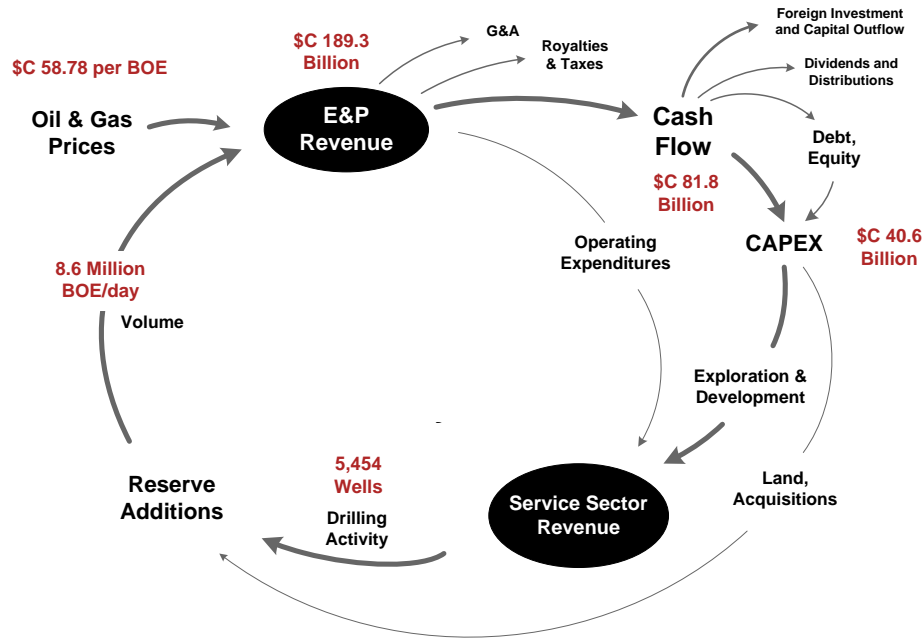 $C 58.78 per BOE
Oil & Gas
Prices
$C 189.3
Billion
E&P
Revenue
G&A
Royalties
& Taxes
Foreign Investment
and Capital Outflow
Dividends and
Distributions
Cash
Flow
Debt,
Equity
$C 81.8
Billion
CAPEX
$C 40.6
Billion
Operating
Expenditures
8.6 Million
BOE/day
Volume
Exploration &
Development
Land,
Acquisitions
Service Sector
Revenue
5,454
Wells
Drilling
Activity
Reserve
Additions